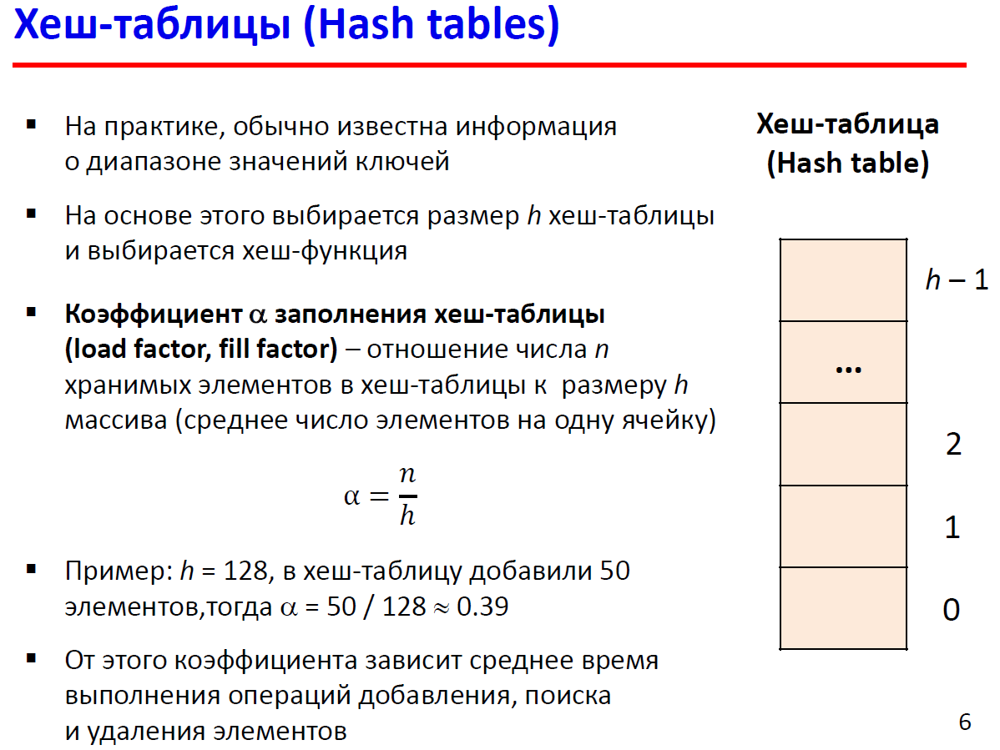 Хеш-таблицы (Hash tables)
▪ На практике, обычно известна информация
о диапазоне значений ключей
▪ На основе этого выбирается размер h хеш-таблицы
и выбирается хеш-функция
▪ Коэффициент α заполнения хеш-таблицы
(load factor, fill factor) – отношение числа n
хранимых элементов в хеш-таблицы к размеру h
массива (среднее число элементов на одну ячейку)
α = n/h
▪ Пример: h = 128, в хеш-таблицу добавили 50
элементов,тогда α = 50 / 128 ≈ 0.39
▪ От этого коэффициента зависит среднее время
выполнения операций добавления, поиска
и удаления элементов
Хеш-таблица
(Hash table)
h – 1
...
2
1
0
6